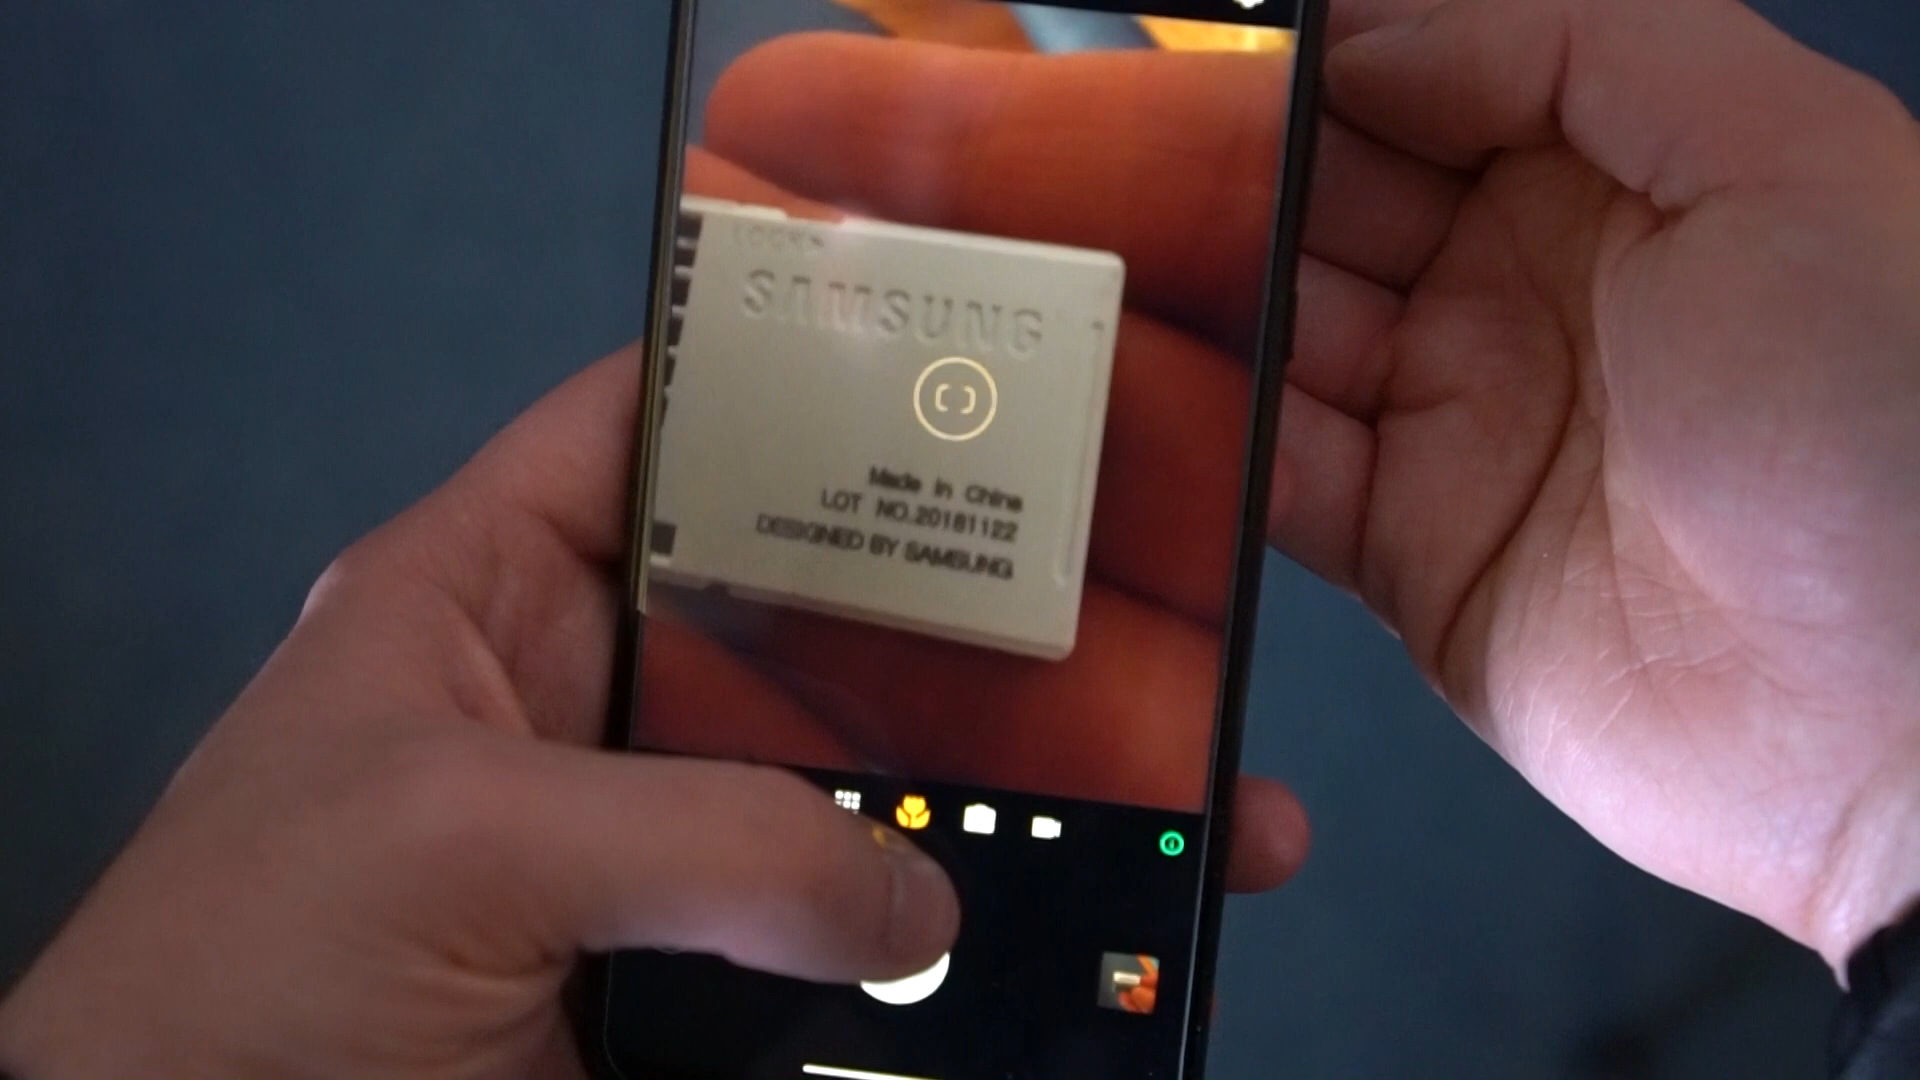 SAMSUNG
Made in China
LOT NO.20181122
DESIGNED BY SAMSUNG